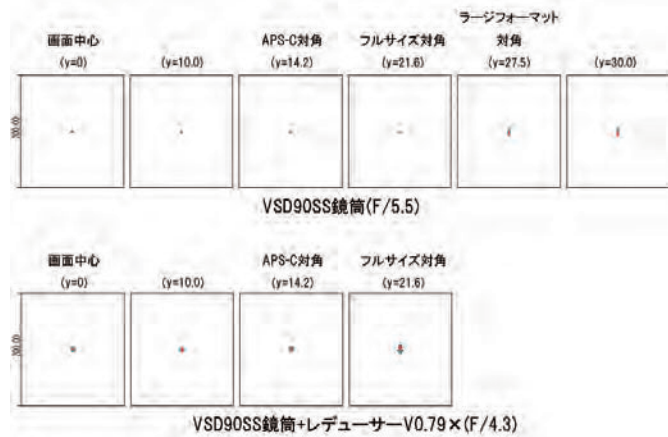 ラージフォーマット
画面中心 APS-C対角 フルサイズ対角 対角
(y=0) (y=10.0) (y=14.2) (y=21.6) (y=27.5) (y=30.0)
200.00
VSD90SS鏡筒(F/5.5)
画面中心 APS-C対角 フルサイズ対角
(y=0) (y=10.0) (y=14.2) (y=21.6)
200.00
VSD90SS鏡筒+レデューサーV0.79×(F/4.3)